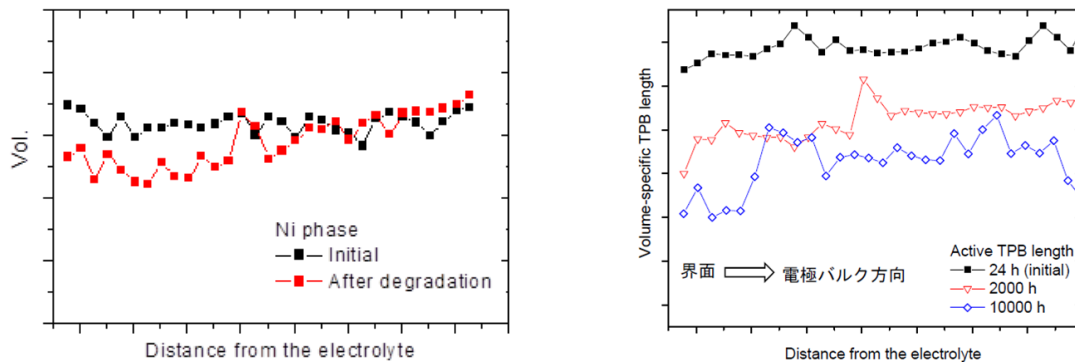 Vol.
Ni phase
Initial
After degradation
Distance from the electrolyte
Volume-specific TPB length
界面
電極バルク方向
Active TPB length
24 h (initial)
2000 h
10000 h
Distance from the electrolyte